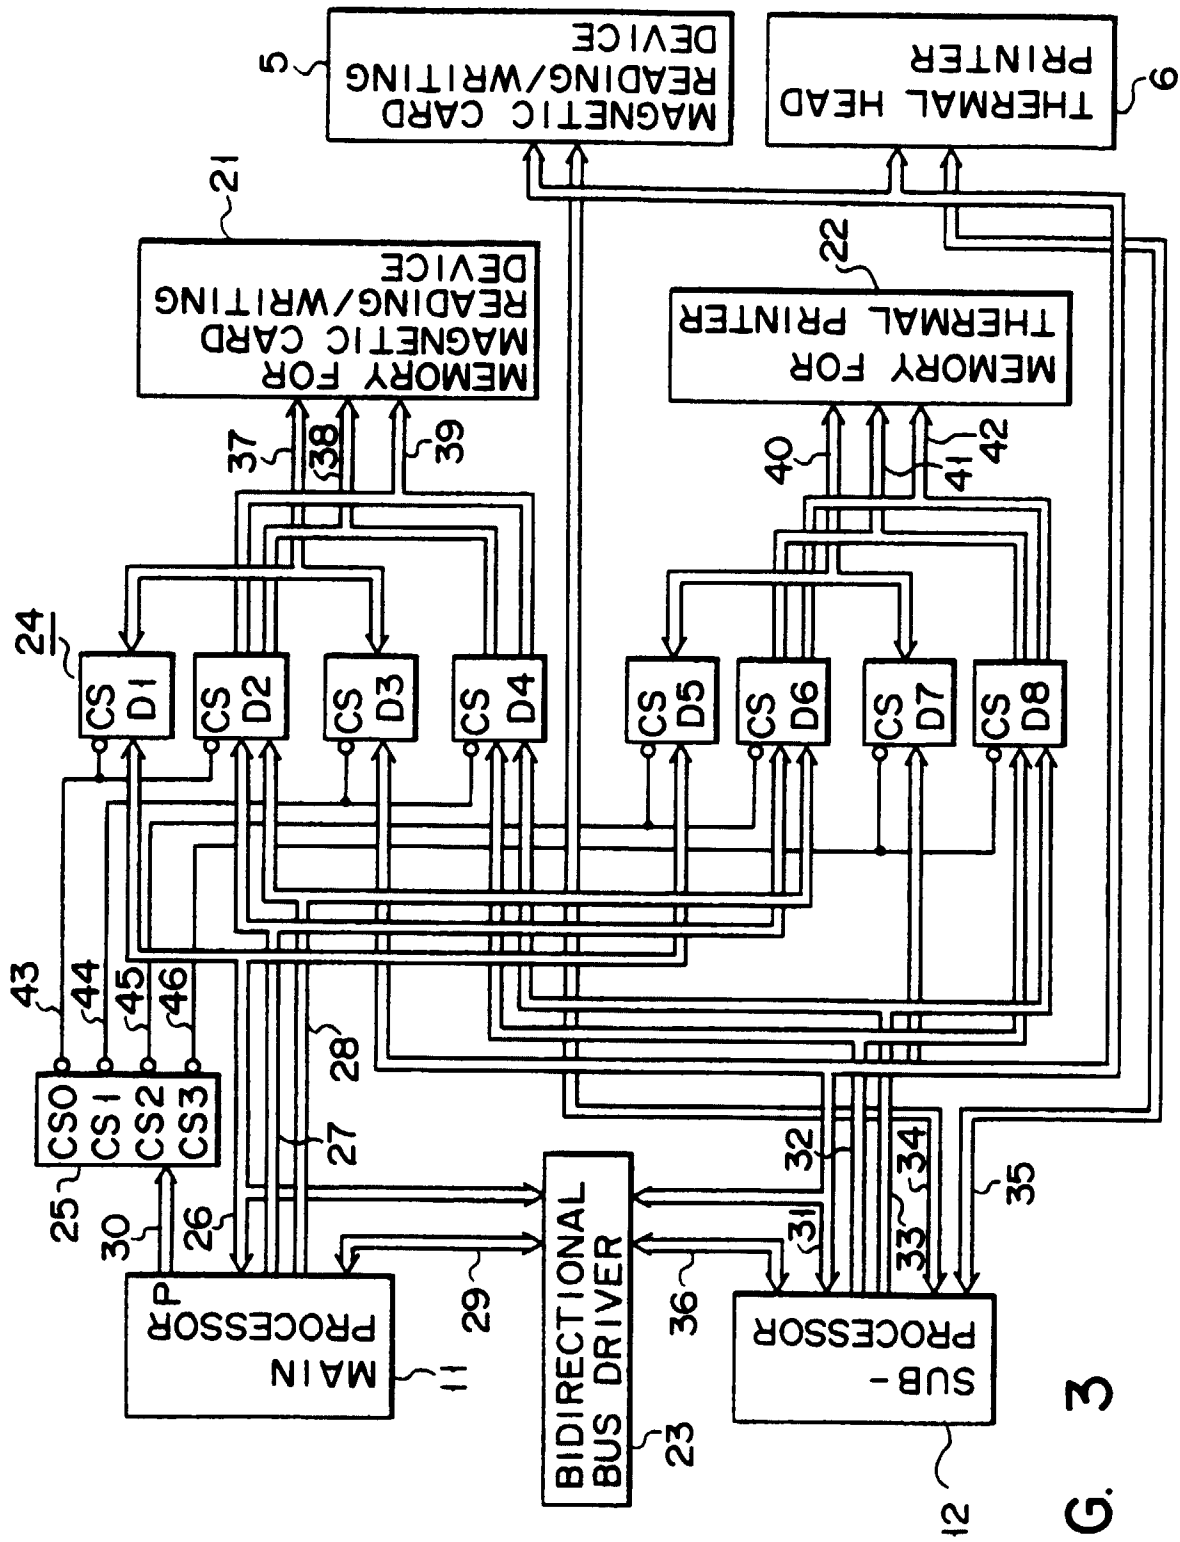 5
MAGNETIC CARD
READING/WRITING
DEVICE
THERMAL HEAD
PRINTER
6
21
MEMORY FOR
MAGNETIC CARD
READING/WRITING
DEVICE
22
MEMORY FOR
THERMAL PRINTER
37
38
39
40
41
42
24
CS
D1
CS
D2
CS
D3
CS
D4
CS
D5
CS
D6
CS
D7
CS
D8
43
44
45
46
CS0
CS1
CS2
CS3
25
30
26
27
28
P
MAIN
PROCESSOR
11
29
BIDIRECTIONAL
BUS DRIVER
23
36
31
32
33
34
35
SUB-
PROCESSOR
12
G. 3